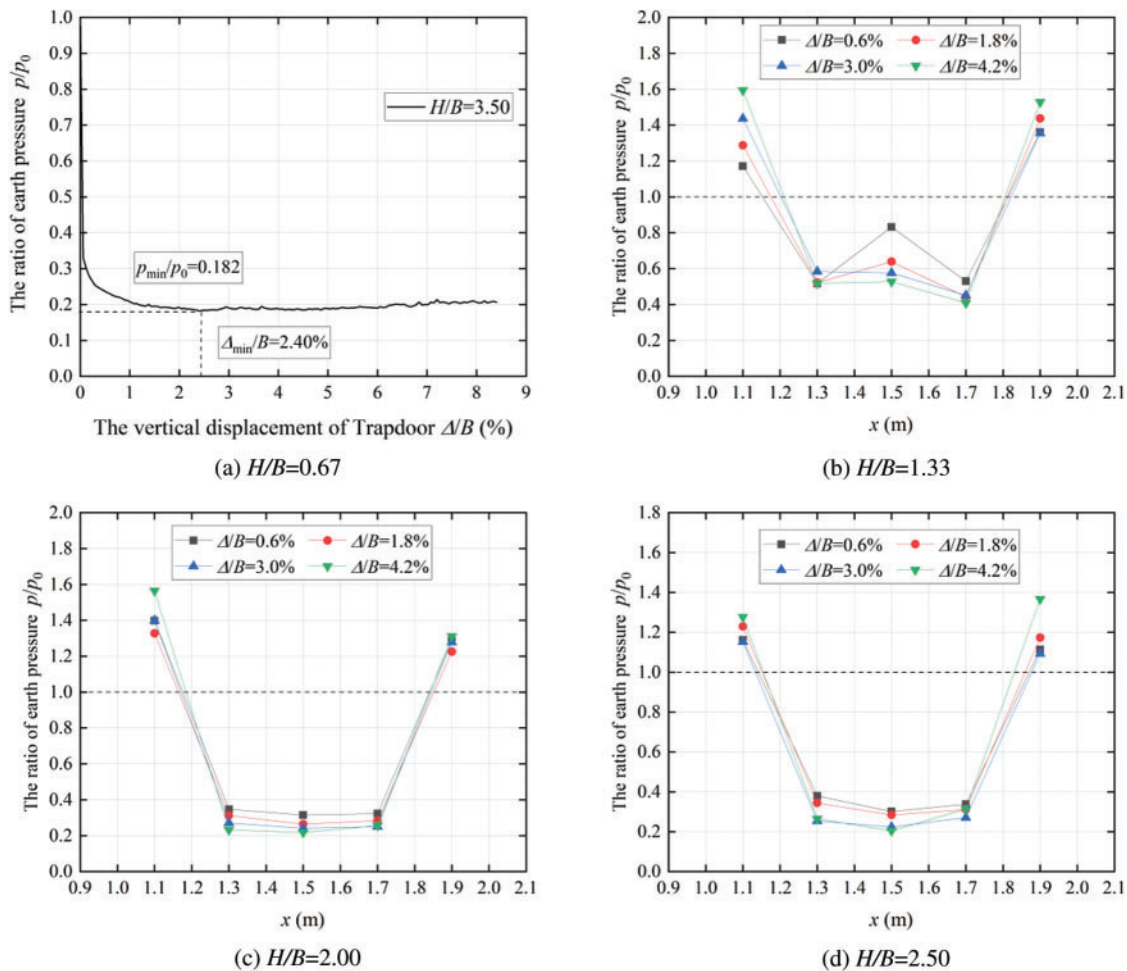 The ratio of earth pressure p/p0
1.0
0.9
0.8
0.7
0.6
0.5
0.4
0.3
0.2
0.1
0.0
H/B=3.50
pmin/p0=0.182
Δmin/B=2.40%
0 1 2 3 4 5 6 7 8 9
The vertical displacement of Trapdoor Δ/B (%)
(a) H/B=0.67
The ratio of earth pressure p/p0
2.0
1.8
1.6
1.4
1.2
1.0
0.8
0.6
0.4
0.2
0.0
Δ/B=0.6% Δ/B=1.8%
Δ/B=3.0% Δ/B=4.2%
0.9 1.0 1.1 1.3 1.4 1.5 1.6 1.7 1.9 2.0 2.1
x (m)
(b) H/B=1.33
The ratio of earth pressure p/p0
2.0
1.8
1.6
1.4
1.2
1.0
0.8
0.6
0.4
0.2
0.0
Δ/B=0.6% Δ/B=1.8%
Δ/B=3.0% Δ/B=4.2%
0.9 1.0 1.1 1.3 1.4 1.5 1.6 1.7 1.9 2.0 2.1
x (m)
(c) H/B=2.00
The ratio of earth pressure p/p0
1.8
1.6
1.4
1.2
1.0
0.8
0.6
0.4
0.2
0.0
Δ/B=0.6% Δ/B=1.8%
Δ/B=3.0% Δ/B=4.2%
0.9 1.0 1.1 1.3 1.4 1.5 1.6 1.7 1.9 2.0 2.1
x (m)
(d) H/B=2.50